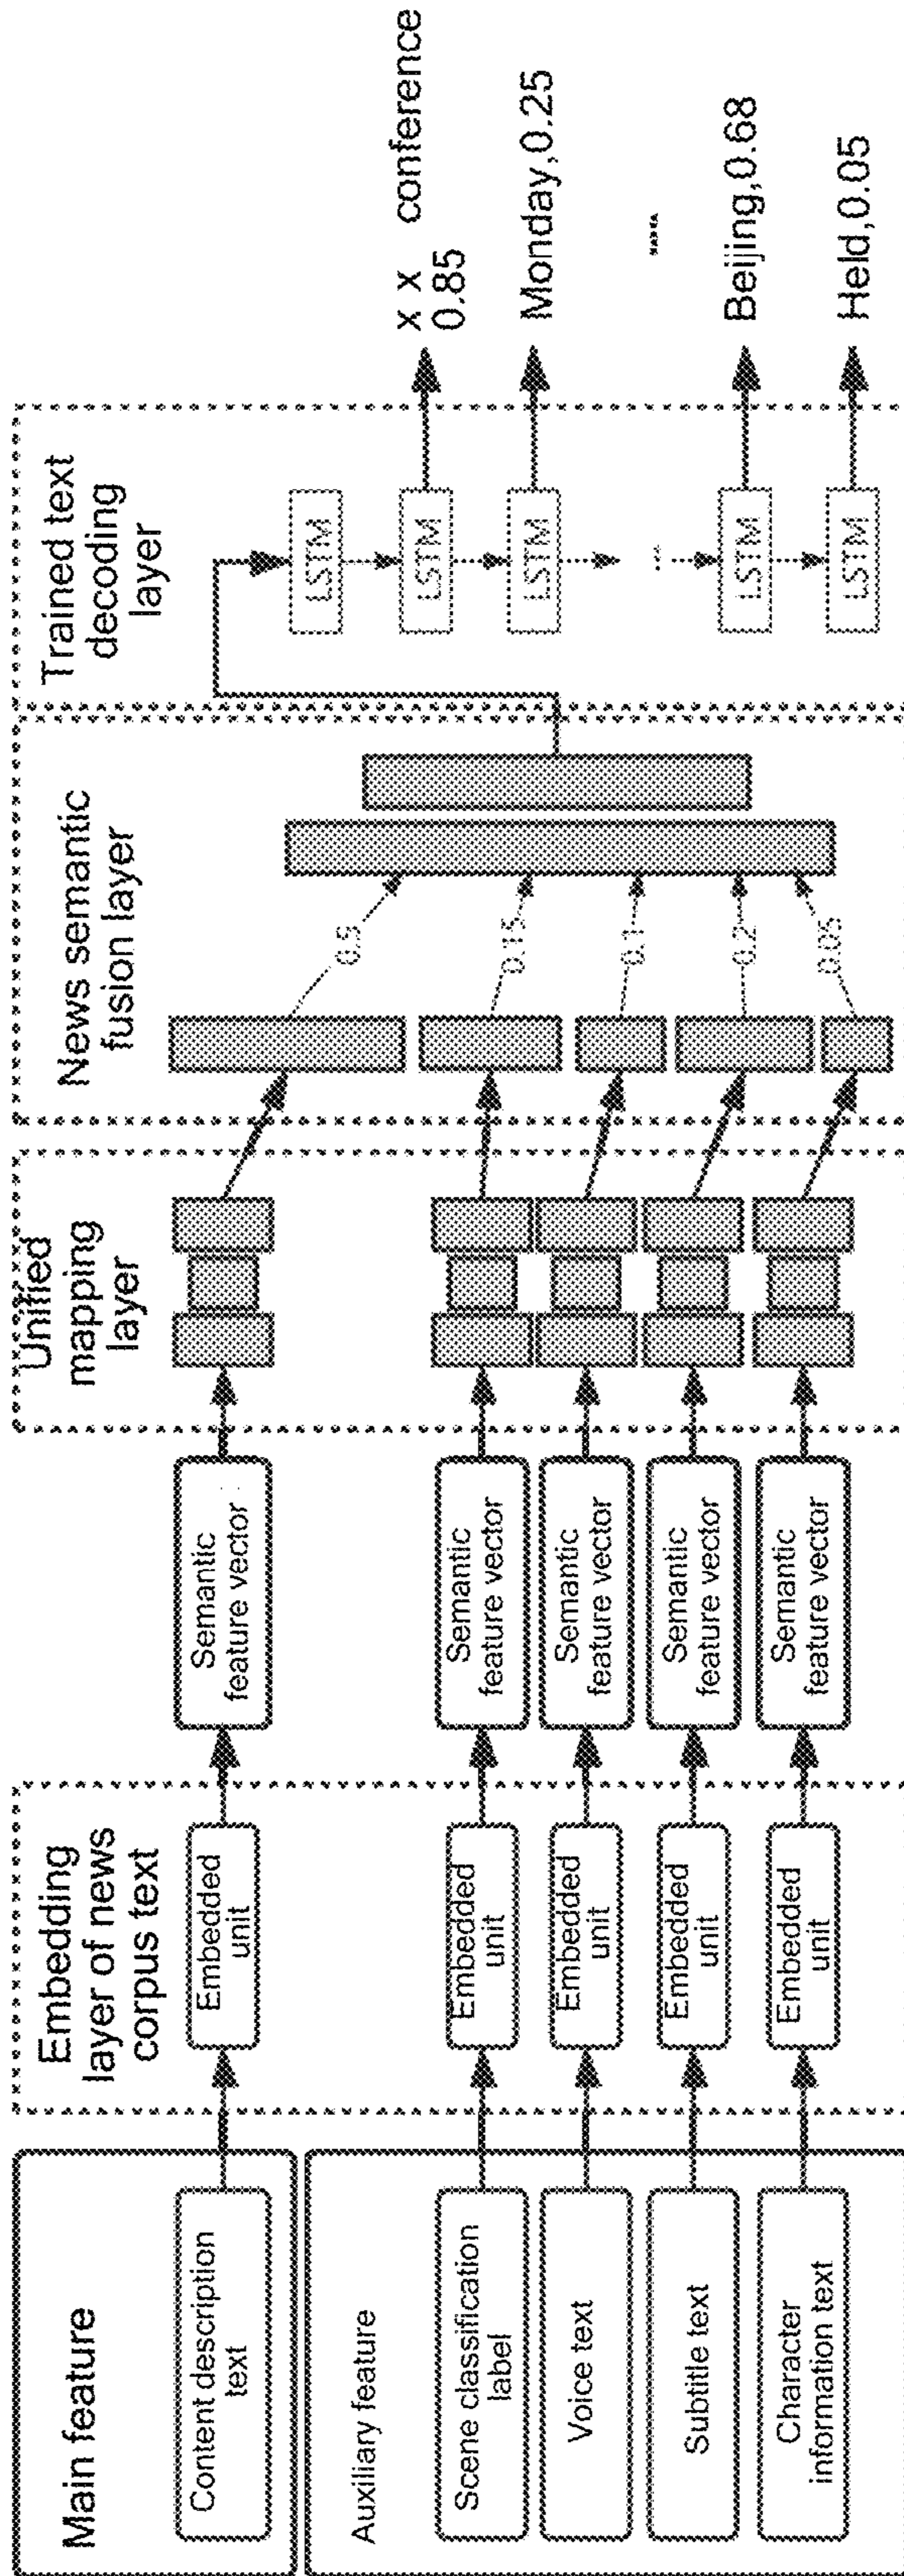 Main feature
Content description
text
Auxiliary feature
Scene classification
label
Voice text
Subtitle text
Character
information text
Embedding
layer of news
corpus text
Embedded
unit
Embedded
unit
Embedded
unit
Embedded
unit
Embedded
unit
Semantic
feature vector
Semantic
feature vector
Semantic
feature vector
Semantic
feature vector
Semantic
feature vector
Unified
mapping
layer
News semantic
fusion layer
0.5
0.15
0.1
0.2
0.05
Trained text
decoding
layer
LSTM
LSTM
LSTM
...
LSTM
LSTM
x x conference
0.85
Monday,0.25
......
Beijing,0.68
Held,0.05